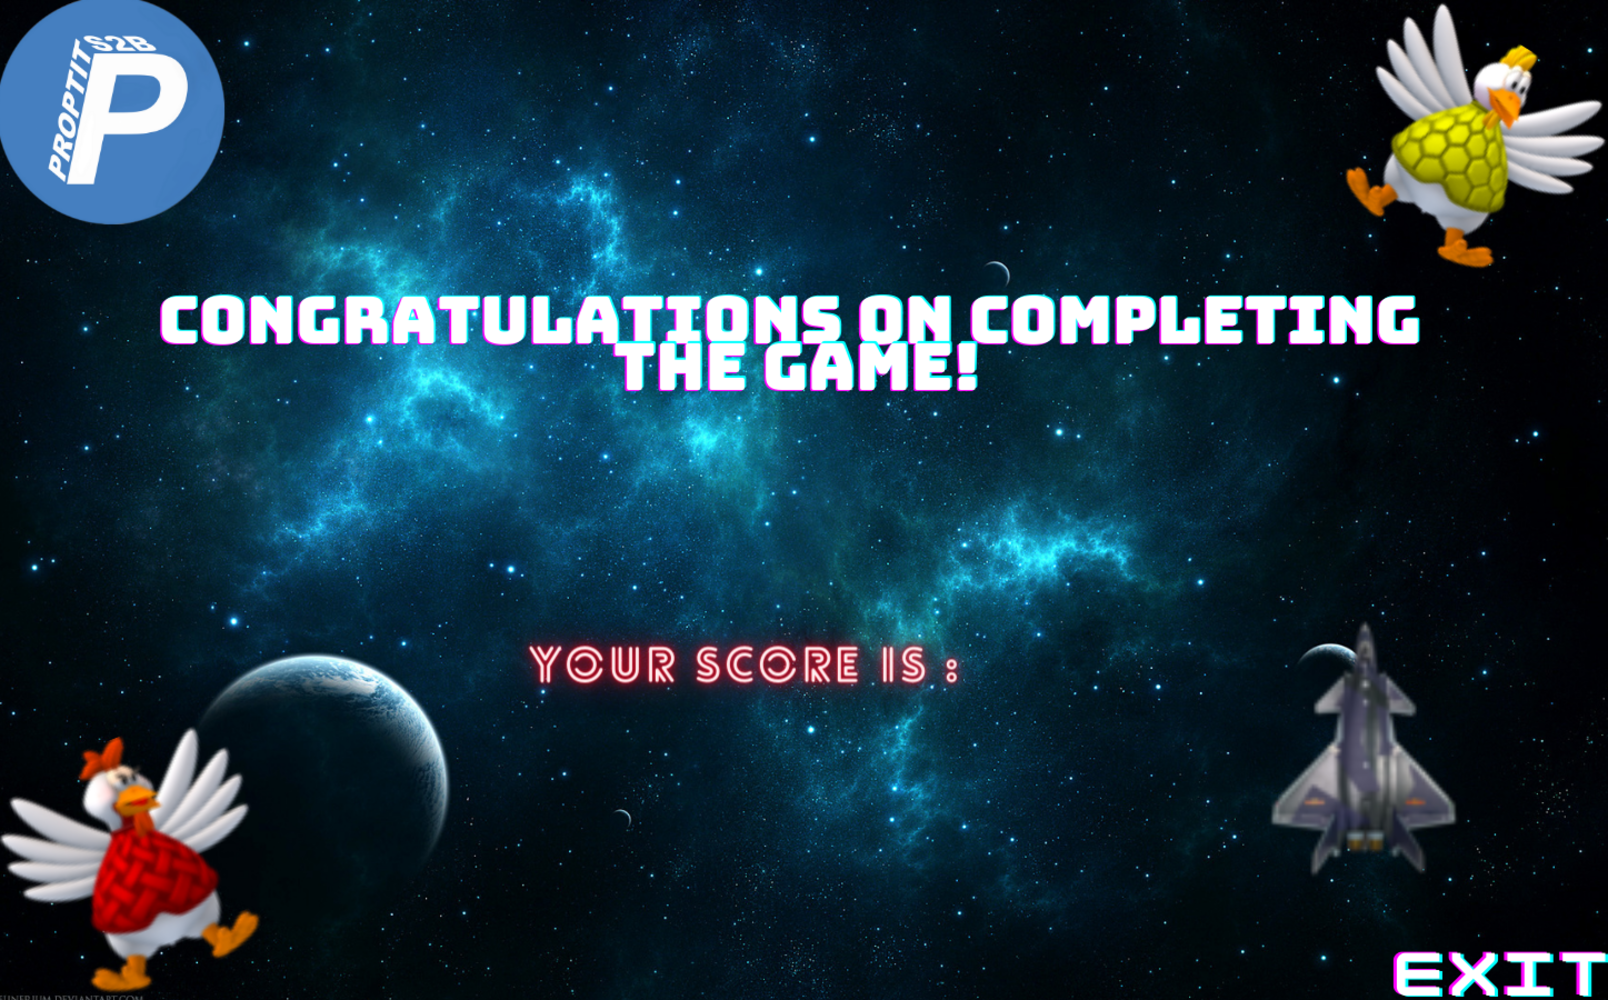 PROPTIT S2B
P
CONGRATULATIONS ON COMPLETING
THE GAME!
YOUR SCORE IS :
EXIT